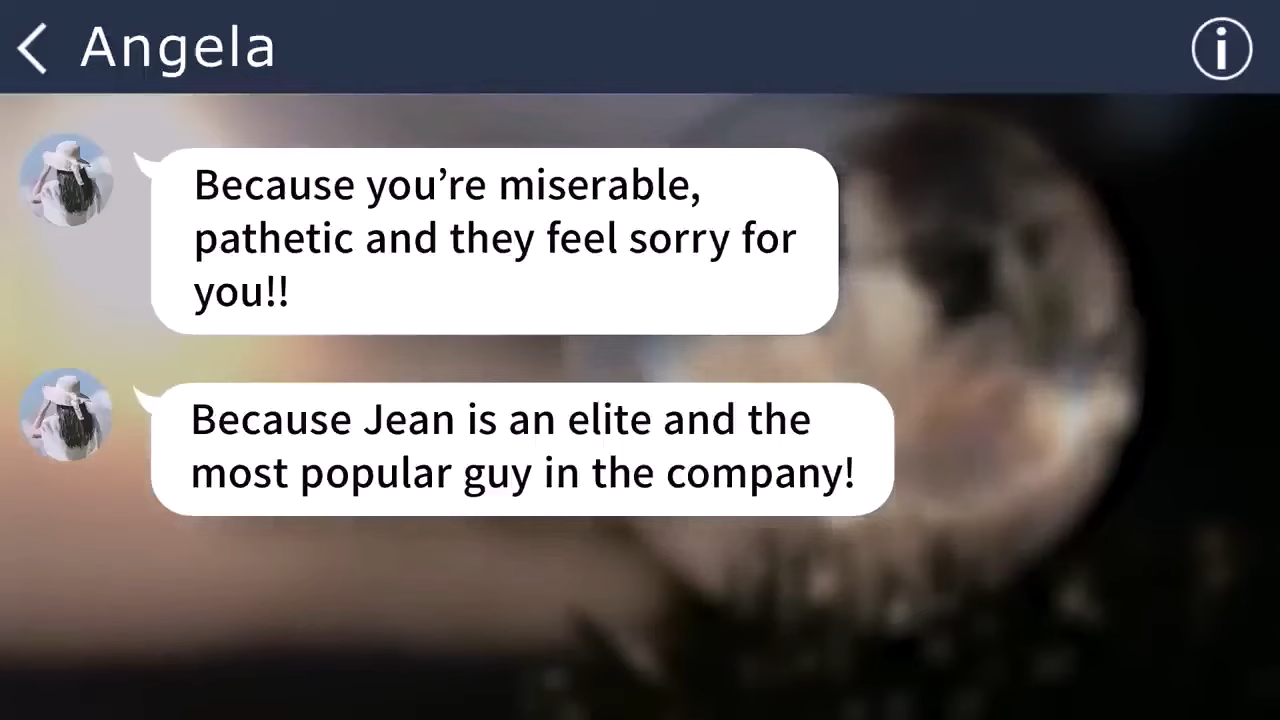 Angela
Because you’re miserable,
pathetic and they feel sorry for
you!!
Because Jean is an elite and the
most popular guy in the company!